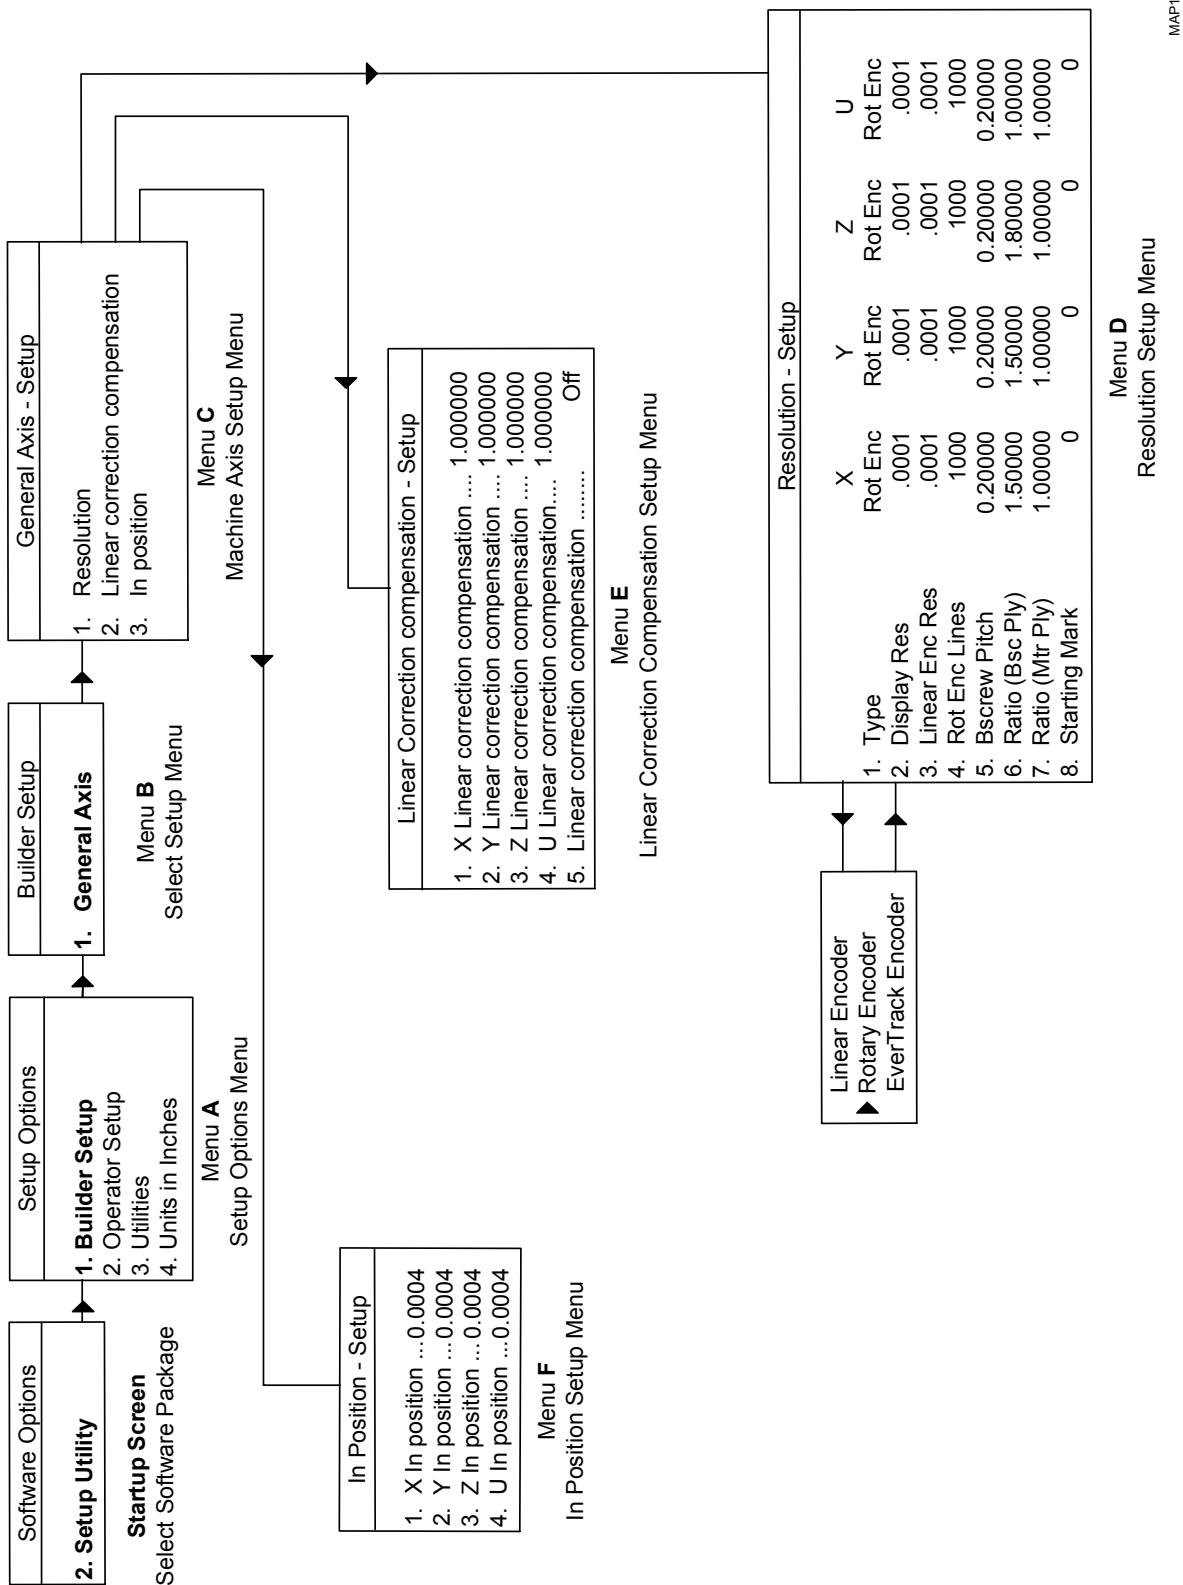 Software Options
2. Setup Utility
Startup Screen
Select Software Package
Setup Options
1. Builder Setup
2. Operator Setup
3. Utilities
4. Units in Inches
Menu A
Setup Options Menu
Builder Setup
1. General Axis
Menu B
Select Setup Menu
General Axis - Setup
1. Resolution
2. Linear correction compensation
3. In position
Menu C
Machine Axis Setup Menu
In Position - Setup
1. X In position ...0.0004
2. Y In position ...0.0004
3. Z In position ...0.0004
4. U In position ...0.0004
Menu F
In Position Setup Menu
Linear Correction compensation - Setup
1. X Linear correction compensation .... 1.000000
2. Y Linear correction compensation .... 1.000000
3. Z Linear correction compensation .... 1.000000
4. U Linear correction compensation.... 1.000000
5. Linear correction compensation ......... Off
Menu E
Linear Correction Compensation Setup Menu
Linear Encoder
Rotary Encoder
EverTrack Encoder
Resolution - Setup
X Y Z U
1. Type Rot Enc Rot Enc Rot Enc Rot Enc
2. Display Res .0001 .0001 .0001 .0001
3. Linear Enc Res .0001 .0001 .0001 .0001
4. Rot Enc Lines 1000 1000 1000 1000
5. Bscrew Pitch 0.20000 0.20000 0.20000 0.20000
6. Ratio (Bsc Ply) 1.50000 1.50000 1.80000 1.00000
7. Ratio (Mtr Ply) 1.00000 1.00000 1.00000 1.00000
8. Starting Mark 0 0 0 0
Menu D
Resolution Setup Menu
MAP1